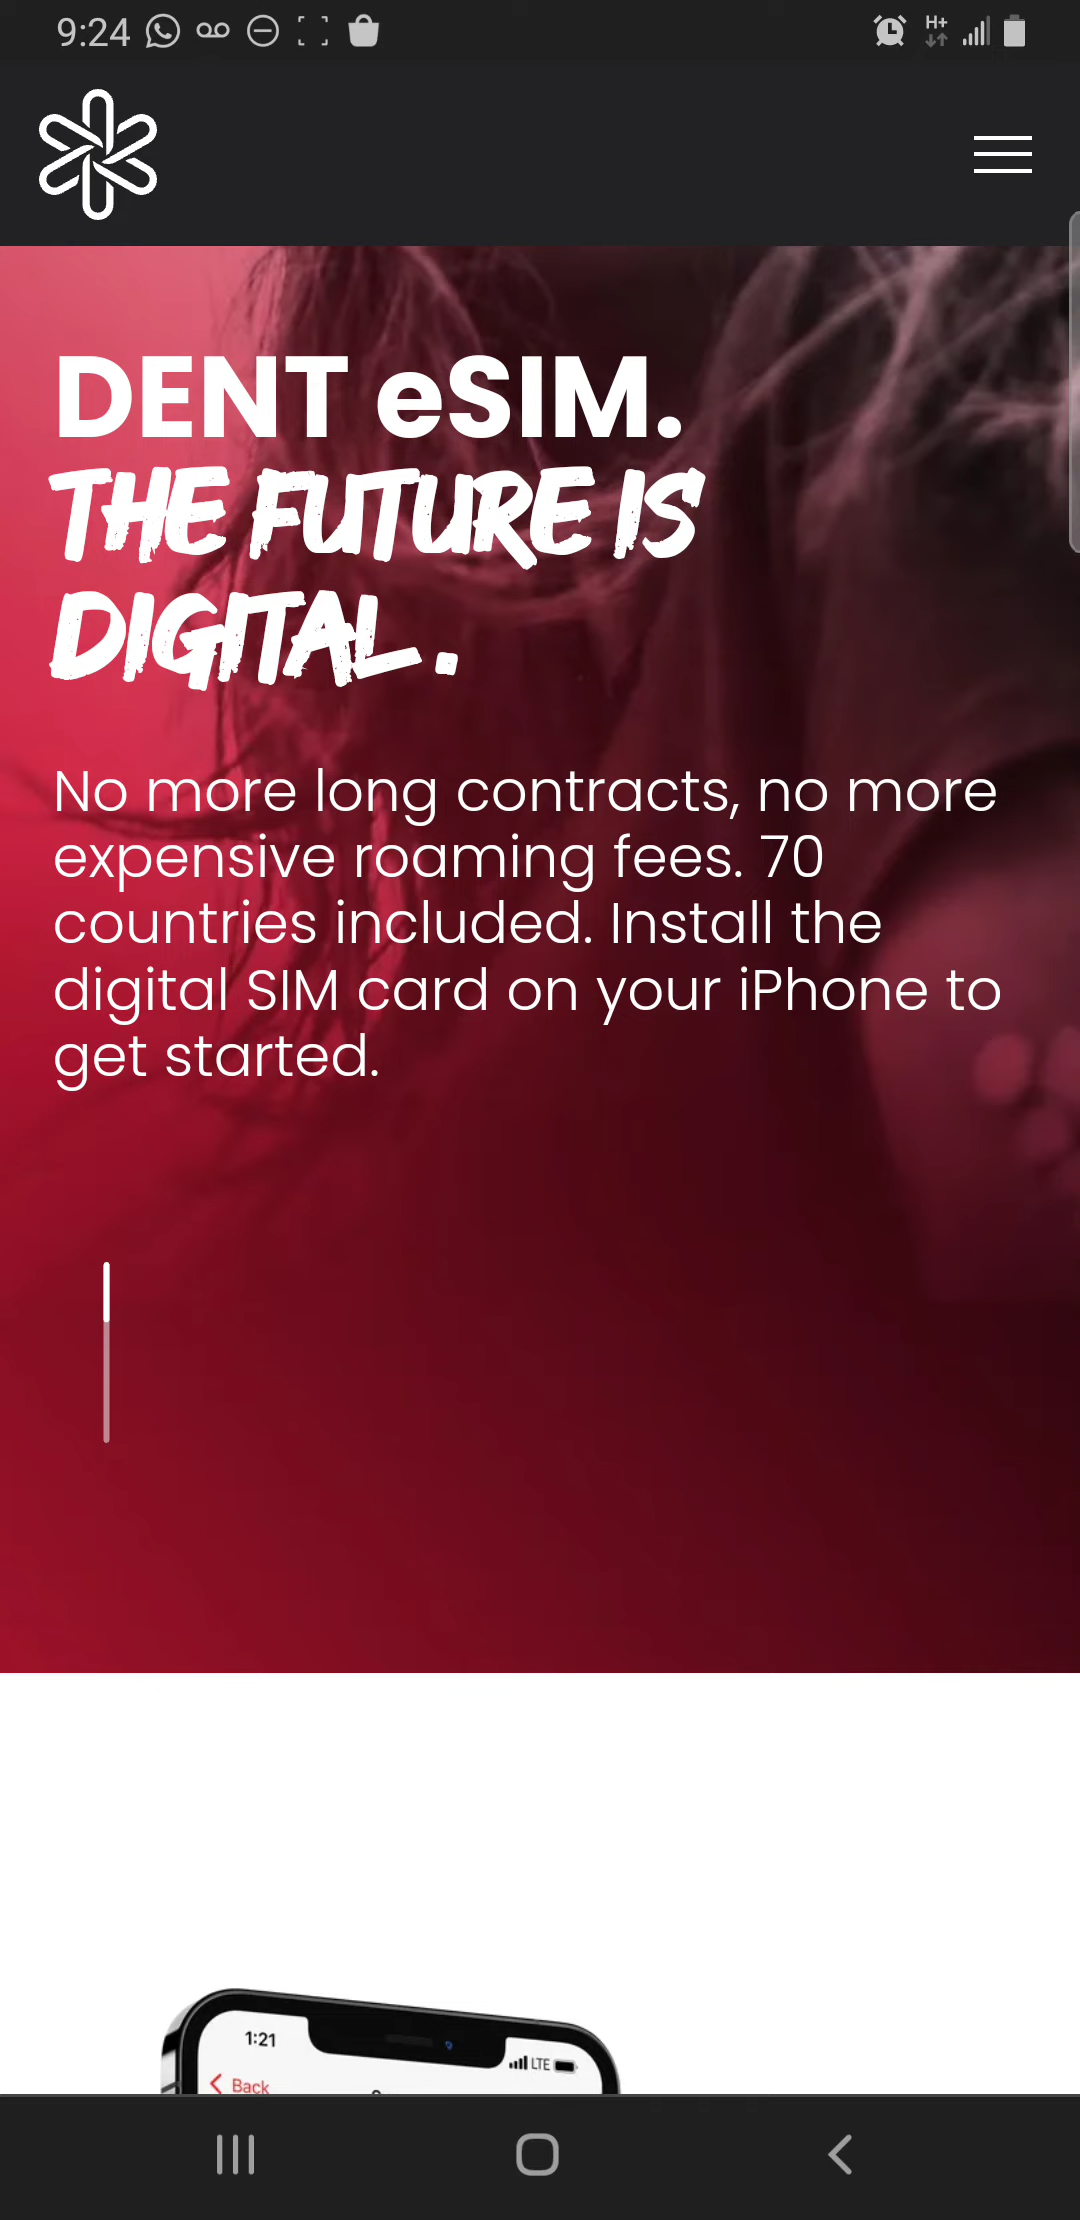 9:24
H+
DENT eSIM.
THE FUTURE IS
DIGITAL.
No more long contracts, no more
expensive roaming fees. 70
countries included. Install the
digital SIM card on your iPhone to
get started.
1:21
LTE
Back